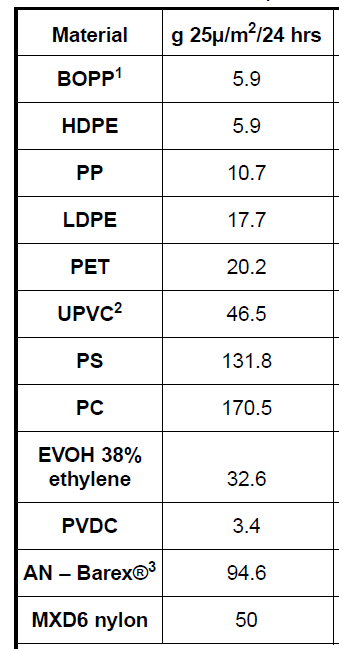 Material g 25µ/m²/24 hrs
BOPP¹ 5.9
HDPE 5.9
PP 10.7
LDPE 17.7
PET 20.2
UPVC² 46.5
PS 131.8
PC 170.5
EVOH 38%
ethylene 32.6
PVDC 3.4
AN – Barex®³ 94.6
MXD6 nylon 50